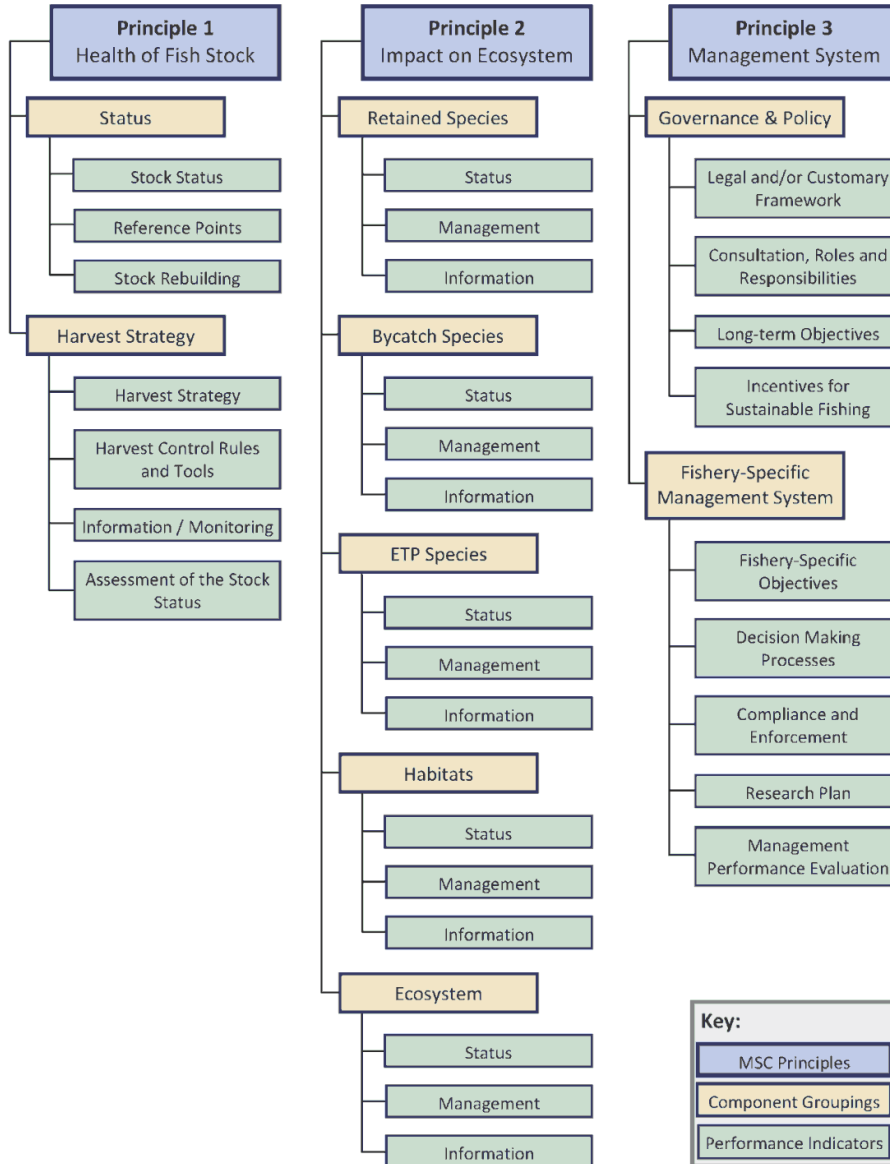 Principle 1
Health of Fish Stock
Status
Stock Status
Reference Points
Stock Rebuilding
Harvest Strategy
Harvest Strategy
Harvest Control Rules
and Tools
Information / Monitoring
Assessment of the Stock
Status
Principle 2
Impact on Ecosystem
Retained Species
Status
Management
Information
Bycatch Species
Status
Management
Information
ETP Species
Status
Management
Information
Habitats
Status
Management
Information
Ecosystem
Status
Management
Information
Principle 3
Management System
Governance & Policy
Legal and/or Customary
Framework
Consultation, Roles and
Responsibilities
Long-term Objectives
Incentives for
Sustainable Fishing
Fishery-Specific
Management System
Fishery-Specific
Objectives
Decision Making
Processes
Compliance and
Enforcement
Research Plan
Management
Performance Evaluation
Key:
MSC Principles
Component Groupings
Performance Indicators